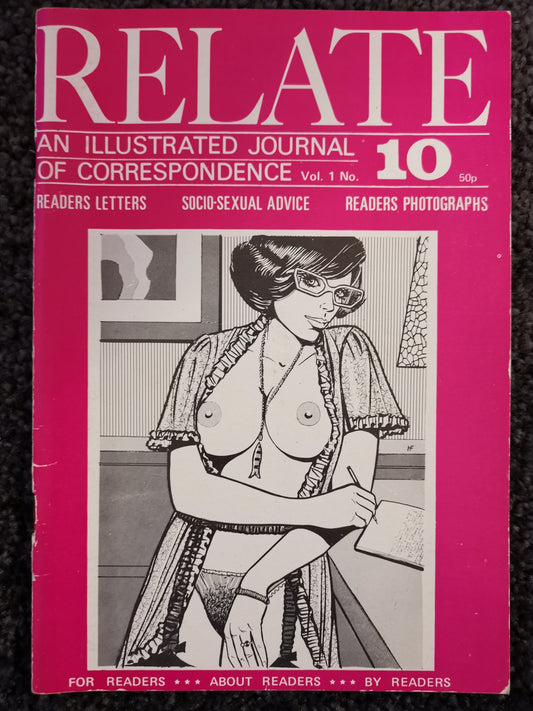 RELATE
AN ILLUSTRATED JOURNAL
OF CORRESPONDENCE Vol. 1 No. 10 50p
READERS LETTERS SOCIO-SEXUAL ADVICE READERS PHOTOGRAPHS
HF
FOR READERS *** ABOUT READERS *** BY READERS